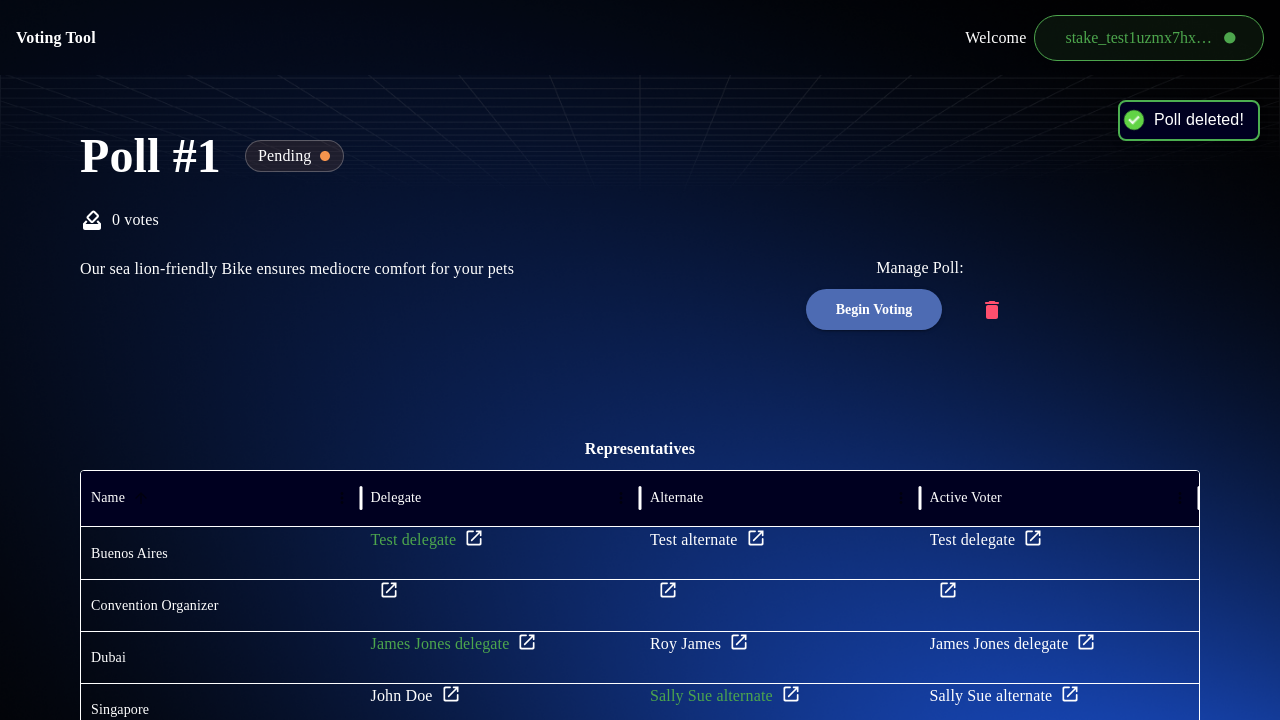 Voting Tool
Welcome
stake_test1uzmx7hx…
Poll deleted!
Poll #1
Pending
0 votes
Our sea lion-friendly Bike ensures mediocre comfort for your pets
Manage Poll:
Begin Voting
Representatives
Name Delegate Alternate Active Voter
Buenos Aires Test delegate Test alternate Test delegate
Convention Organizer
Dubai James Jones delegate Roy James James Jones delegate
Singapore John Doe Sally Sue alternate Sally Sue alternate